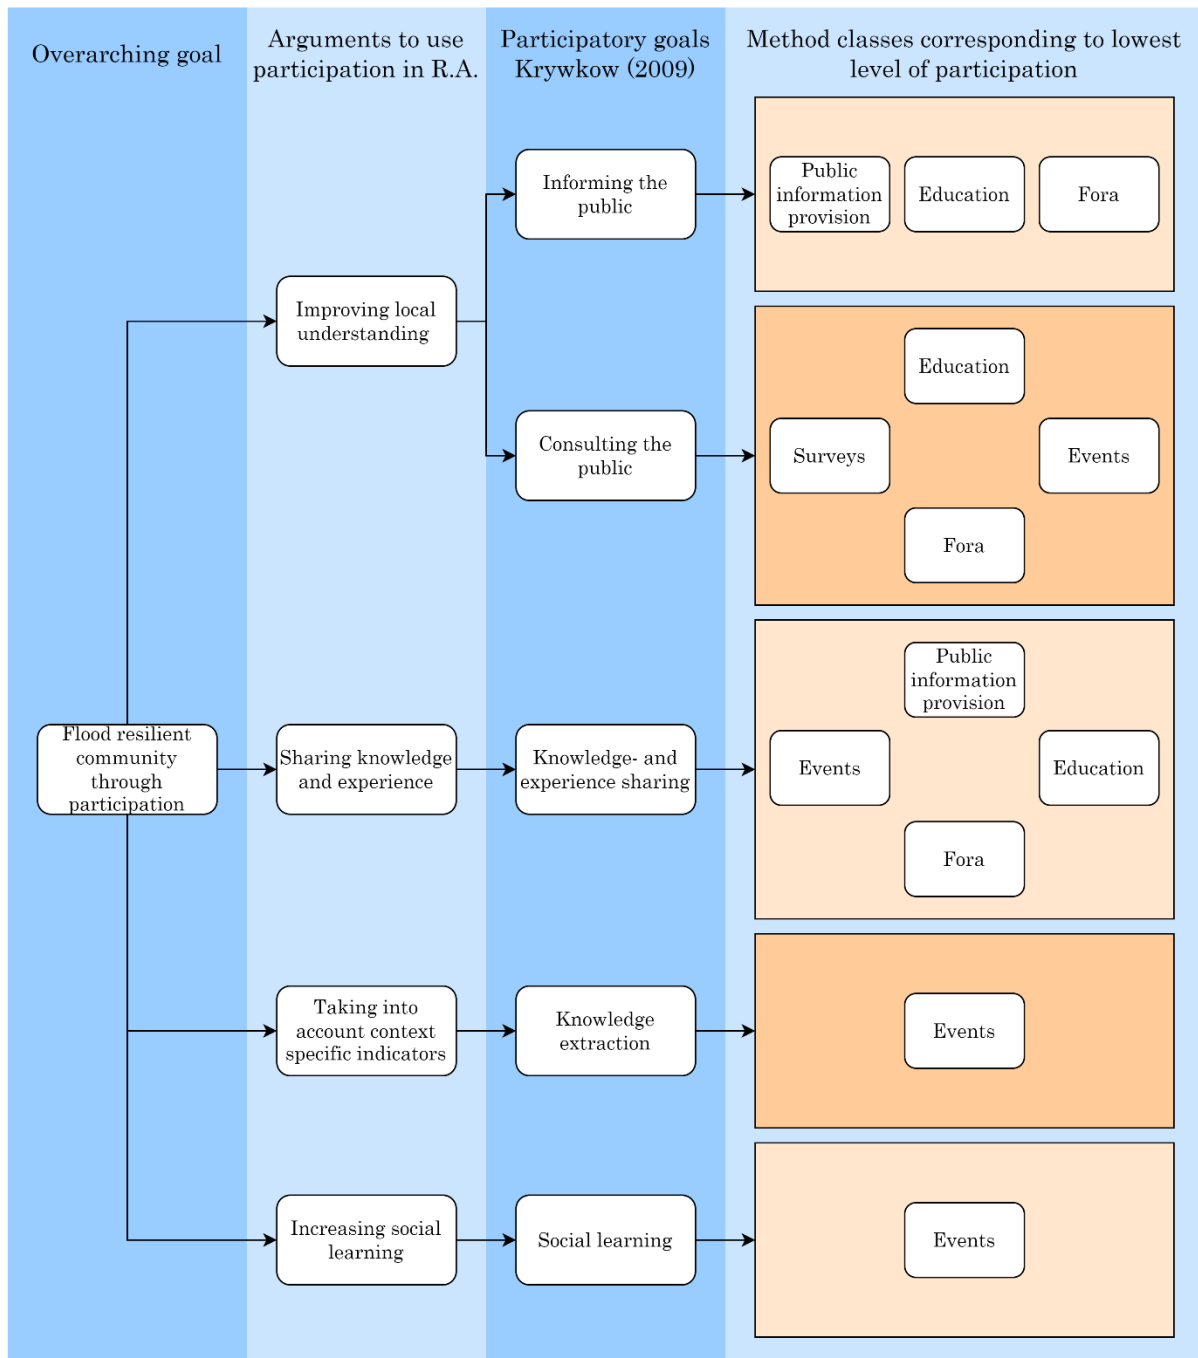 Overarching goal
Arguments to use
participation in R.A.
Participatory goals
Krywkow (2009)
Method classes corresponding to lowest
level of participation
Informing the
public
Public
information
provision
Education
Fora
Improving local
understanding
Consulting the
public
Education
Surveys
Events
Fora
Flood resilient
community
through
participation
Sharing knowledge
and experience
Knowledge- and
experience sharing
Public
information
provision
Events
Education
Fora
Taking into
account context
specific indicators
Knowledge
extraction
Events
Increasing social
learning
Social learning
Events